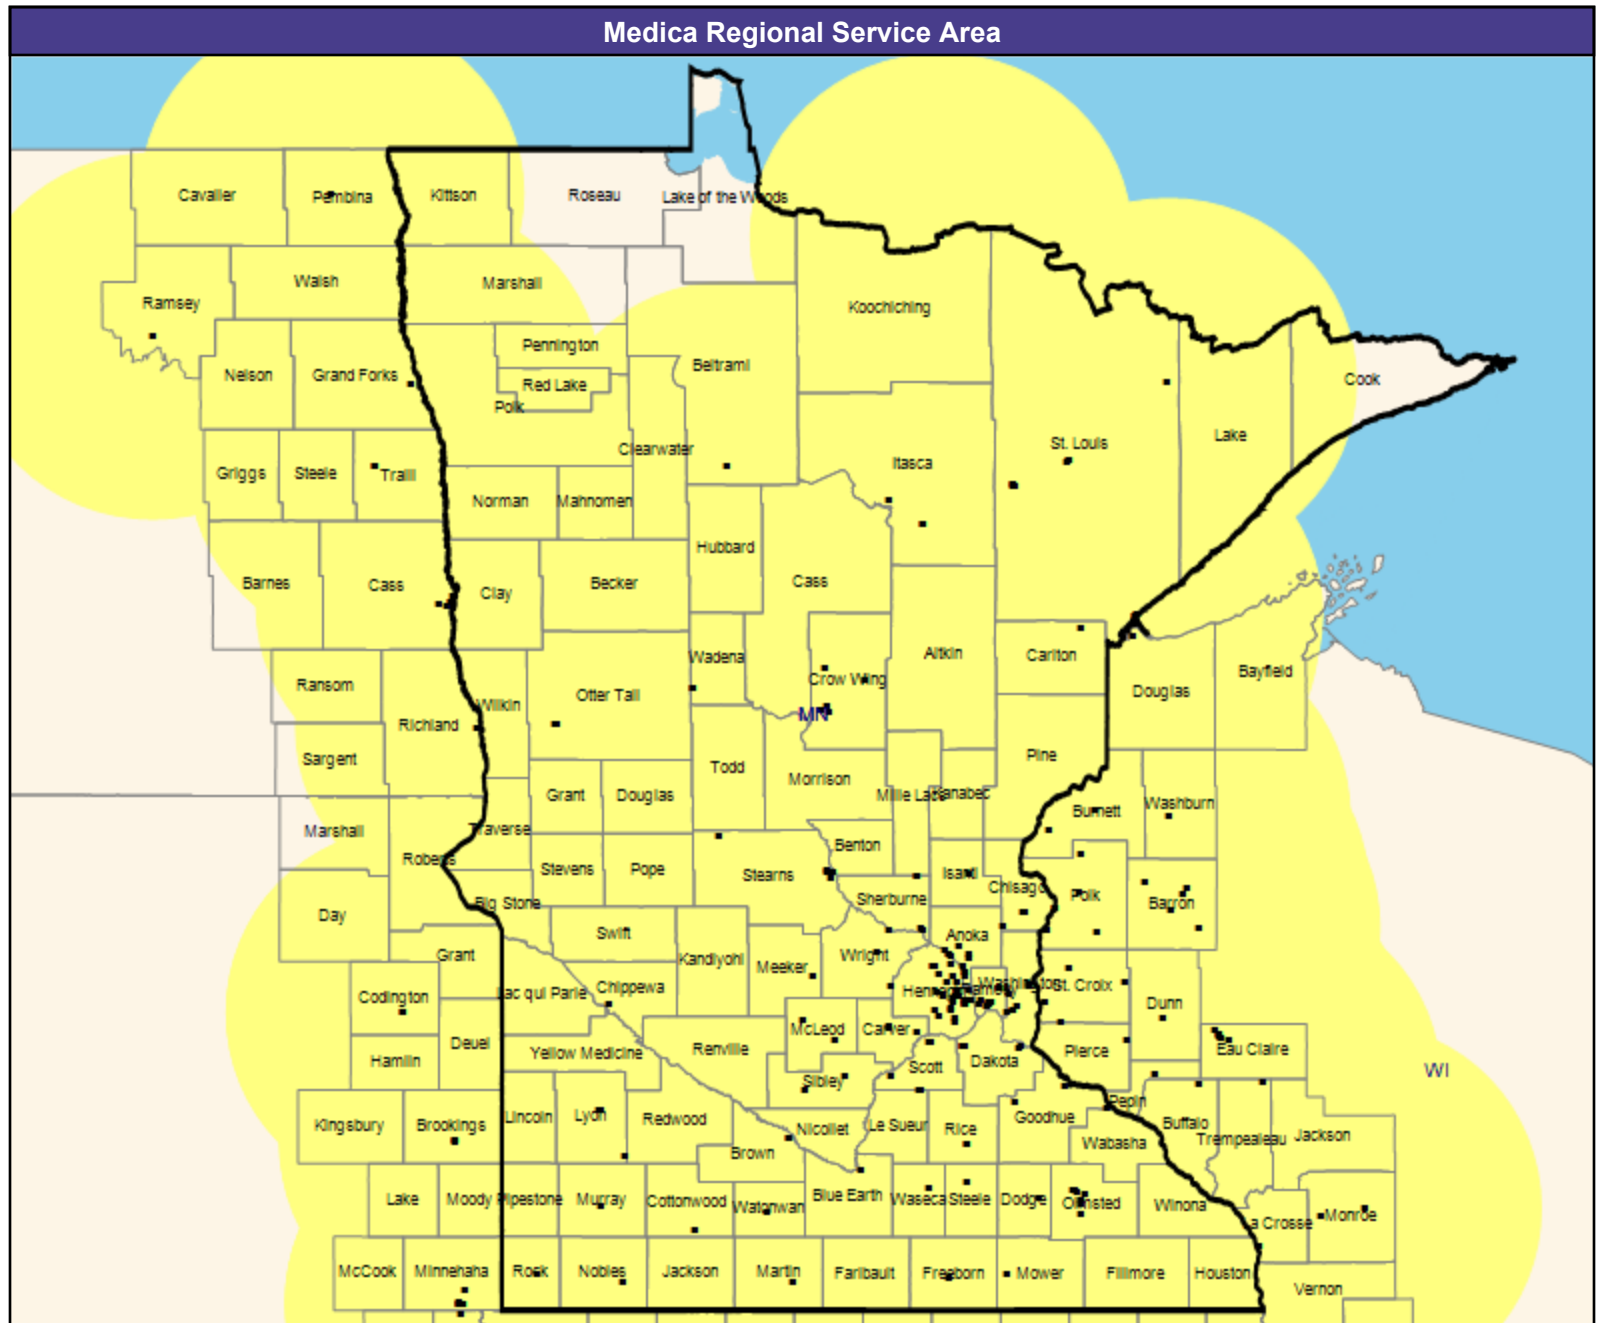 Medica Regional Service Area
Cavalier
Pembina
Kittson
Roseau
Lake of the Woods
Ramsey
Walsh
Marshall
Koochiching
Pennington
Nelson
Grand Forks
Red Lake
Beltrami
Cook
Polk
Lake
Clearwater
St. Louis
Itasca
Griggs
Steele
Traill
Norman
Mahnomen
Hubbard
Barnes
Cass
Clay
Becker
Cass
Wadena
Aitkin
Carlton
Ransom
Otter Tail
Crow Wing
Douglas
Bayfield
Richland
Wilkin
MN
Sargent
Todd
Morrison
Pine
Grant
Douglas
Mille Lacs
Kanabec
Burnett
Washburn
Marshall
Traverse
Roberts
Benton
Stevens
Pope
Stearns
Isanti
Chisago
Polk
Barron
Day
Big Stone
Sherburne
Swift
Anoka
Grant
Kandiyohi
Meeker
Wright
Codington
Lac qui Parle
Chippewa
Hennepin
Ramsey
Washington
St. Croix
Dunn
Deuel
McLeod
Carver
Hamlin
Yellow Medicine
Renville
Scott
Dakota
Pierce
Eau Claire
WI
Sibley
Kingsbury
Brookings
Lincoln
Lyon
Redwood
Nicollet
Le Sueur
Rice
Goodhue
Pepin
Buffalo
Trempealeau
Jackson
Brown
Wabasha
Lake
Moody
Pipestone
Murray
Cottonwood
Watonwan
Blue Earth
Waseca
Steele
Dodge
Olmsted
Winona
La Crosse
Monroe
McCook
Minnehaha
Rock
Nobles
Jackson
Martin
Faribault
Freeborn
Mower
Fillmore
Houston
Vernon